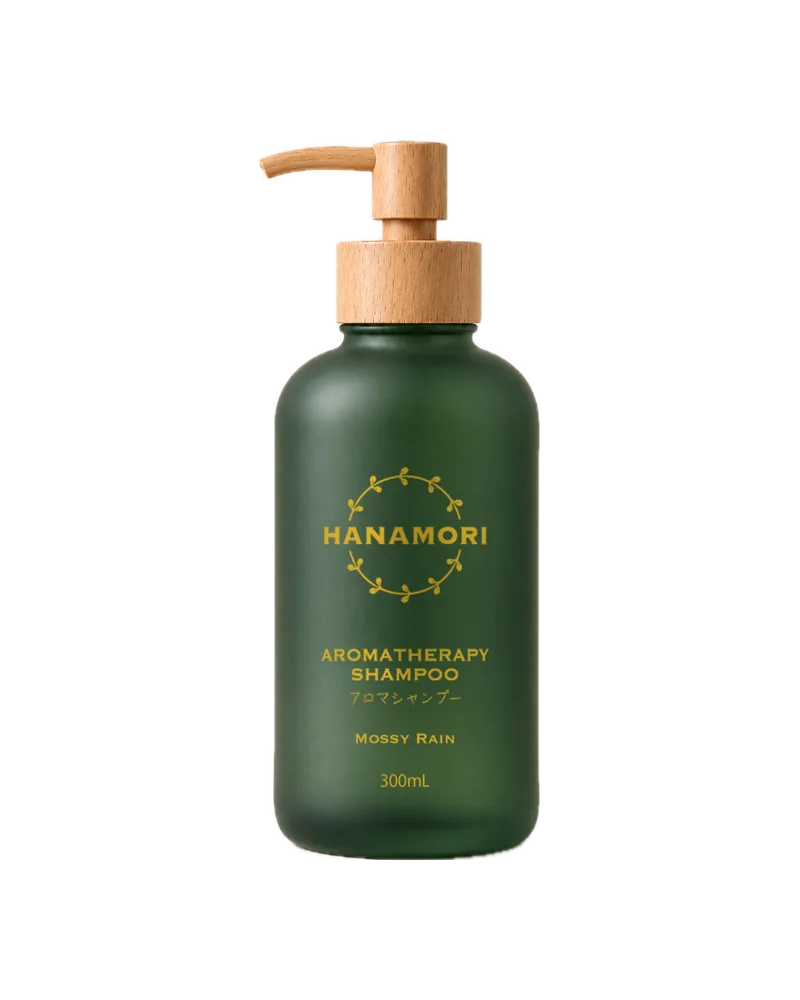 HANAMORI
AROMATHERAPY
SHAMPOO
アロマシャンプー
MOSSY RAIN
300mL